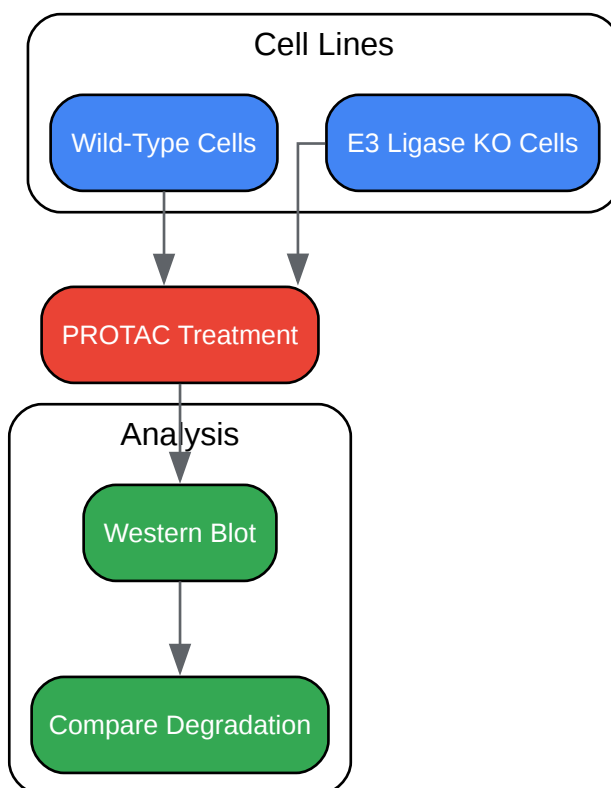 Cell Lines
Wild-Type Cells
E3 Ligase KO Cells
PROTAC Treatment
Analysis
Western Blot
Compare Degradation